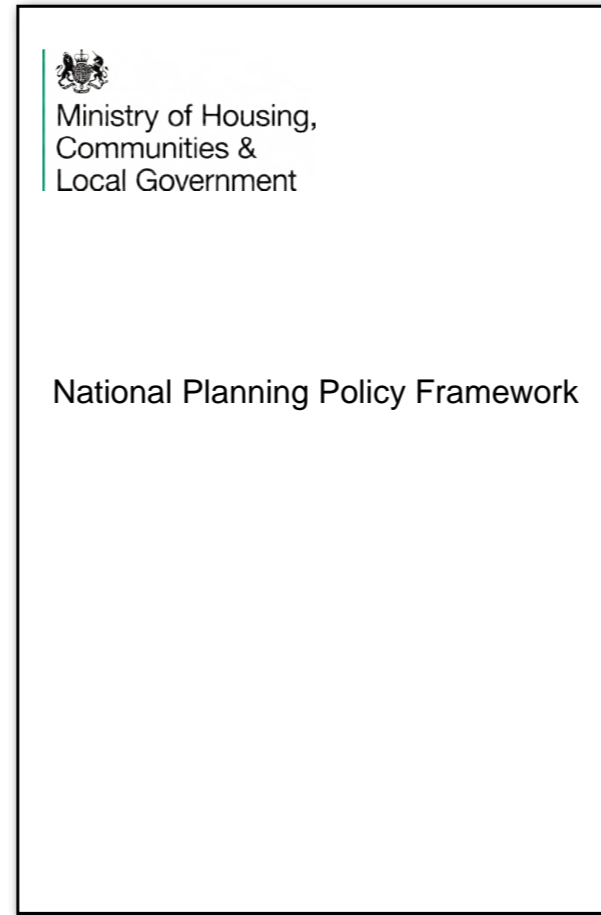 Ministry of Housing,
Communities &
Local Government
National Planning Policy Framework